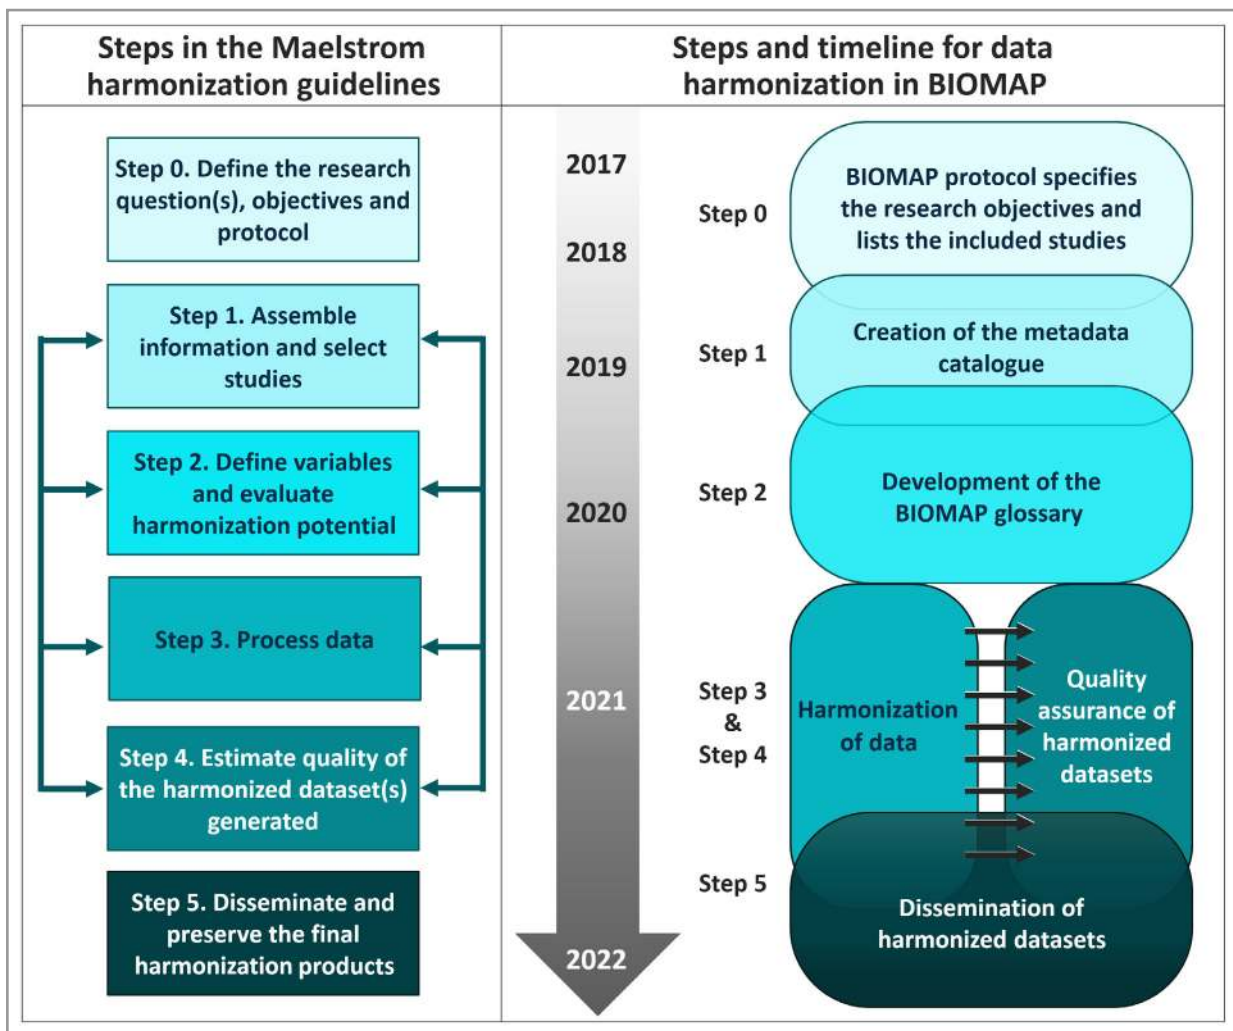 Steps in the Maelstrom
harmonization guidelines
Step 0. Define the research
question(s), objectives and
protocol
Step 1. Assemble
information and select
studies
Step 2. Define variables
and evaluate
harmonization potential
Step 3. Process data
Step 4. Estimate quality of
the harmonized dataset(s)
generated
Step 5. Disseminate and
preserve the final
harmonization products
Steps and timeline for data
harmonization in BIOMAP
2017
2018
2019
2020
2021
2022
Step 0
BIOMAP protocol specifies
the research objectives and
lists the included studies
Step 1
Creation of the metadata
catalogue
Step 2
Development of the
BIOMAP glossary
Step 3
&
Step 4
Harmonization
of data
Quality
assurance of
harmonized
datasets
Step 5
Dissemination of
harmonized datasets